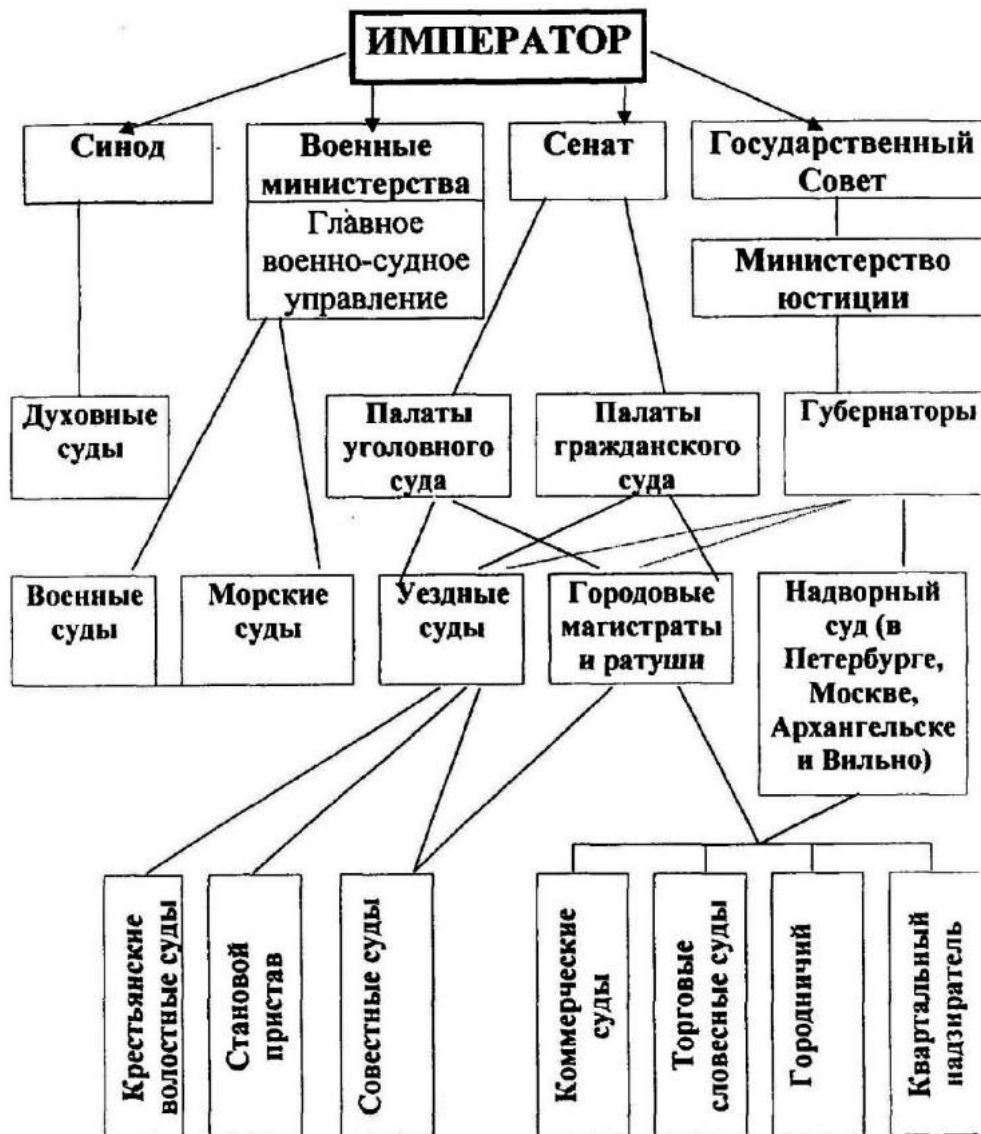 ИМПЕРАТОР
Синод
Военные
министерства
Главное
военно-судное
управление
Сенат
Государственный
Совет
Министерство
юстиции
Духовные
суды
Палаты
уголовного
суда
Палаты
гражданского
суда
Губернаторы
Военные
суды
Морские
суды
Уездные
суды
Городовые
магистраты
и ратуши
Надворный
суд (в
Петербурге,
Москве,
Архангельске
и Вильно)
Крестьянские
волостные суды
Становой
пристав
Совестные суды
Коммерческие
суды
Торговые
словесные суды
Городничий
Квартальный
надзиратель